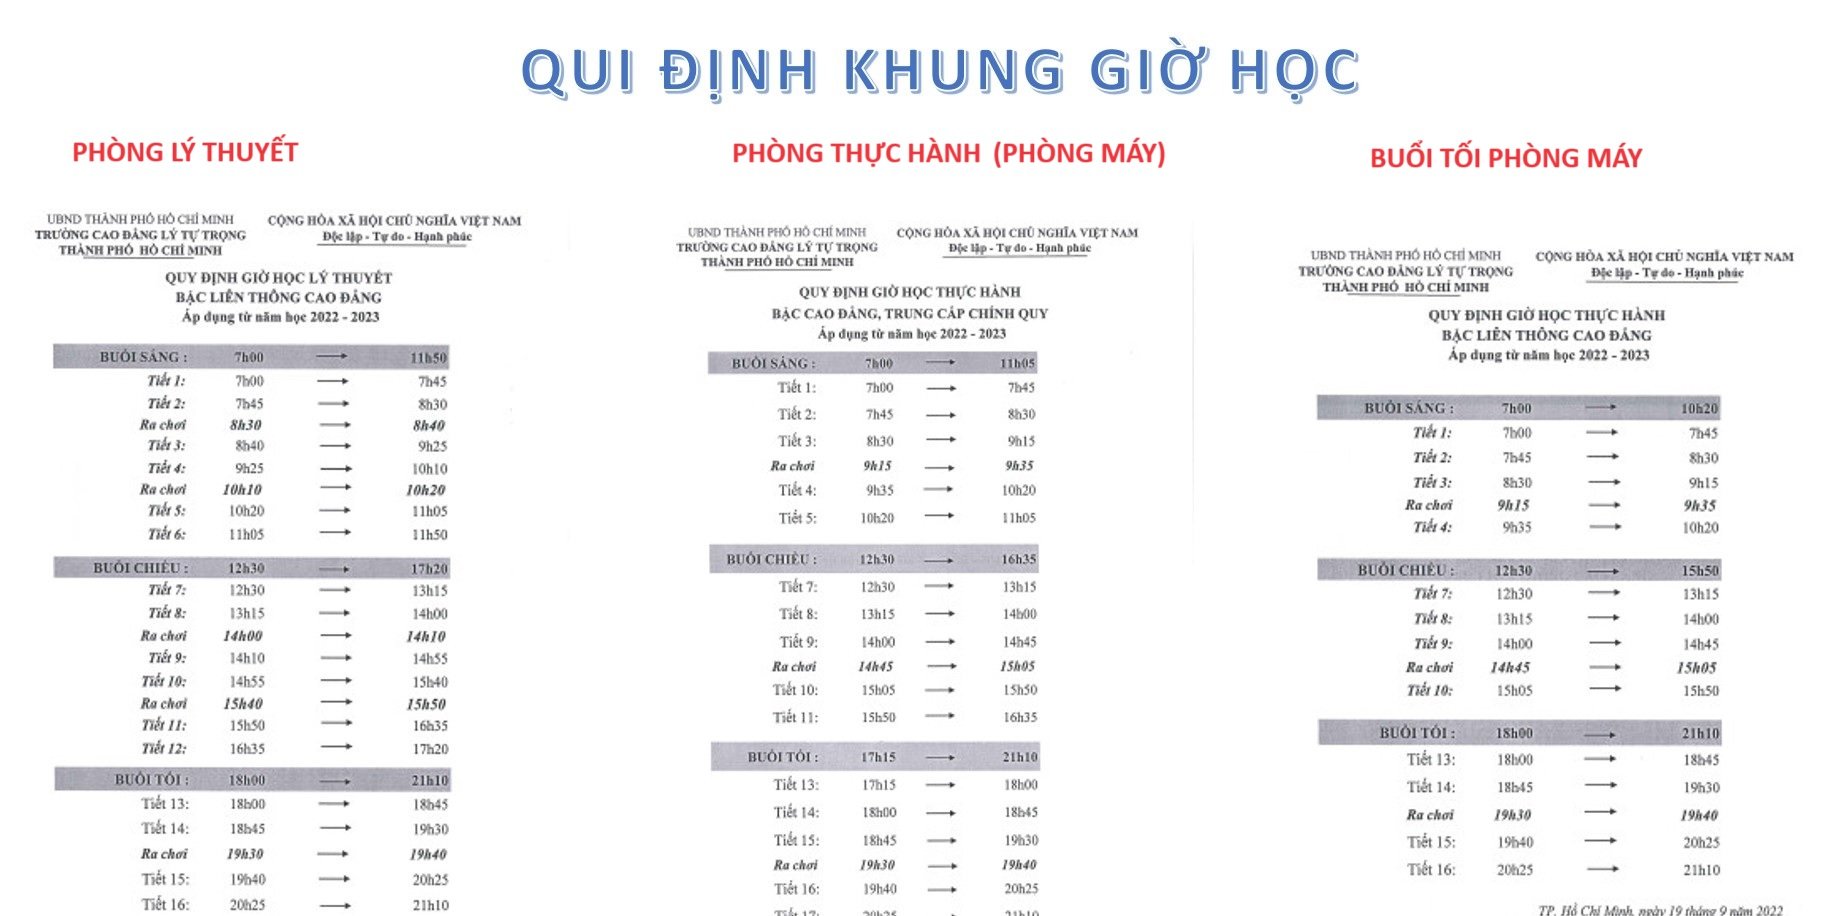 QUI ĐỊNH KHUNG GIỜ HỌC
PHÒNG LÝ THUYẾT
UBND THÀNH PHỐ HỒ CHÍ MINH CỘNG HÒA XÃ HỘI CHỦ NGHĨA VIỆT NAM
TRƯỜNG CAO ĐẲNG LÝ TỰ TRỌNG Độc lập - Tự do - Hạnh phúc
THÀNH PHỐ HỒ CHÍ MINH
QUY ĐỊNH GIỜ HỌC LÝ THUYẾT
BẬC LIÊN THÔNG CAO ĐẲNG
Áp dụng từ năm học 2022 - 2023
BUỔI SÁNG : 7h00 → 11h50
Tiết 1: 7h00 → 7h45
Tiết 2: 7h45 → 8h30
Ra chơi 8h30 → 8h40
Tiết 3: 8h40 → 9h25
Tiết 4: 9h25 → 10h10
Ra chơi 10h10 → 10h20
Tiết 5: 10h20 → 11h05
Tiết 6: 11h05 → 11h50
BUỔI CHIỀU : 12h30 → 17h20
Tiết 7: 12h30 → 13h15
Tiết 8: 13h15 → 14h00
Ra chơi 14h00 → 14h10
Tiết 9: 14h10 → 14h55
Tiết 10: 14h55 → 15h40
Ra chơi 15h40 → 15h50
Tiết 11: 15h50 → 16h35
Tiết 12: 16h35 → 17h20
BUỔI TỐI : 18h00 → 21h10
Tiết 13: 18h00 → 18h45
Tiết 14: 18h45 → 19h30
Ra chơi 19h30 → 19h40
Tiết 15: 19h40 → 20h25
Tiết 16: 20h25 → 21h10
PHÒNG THỰC HÀNH (PHÒNG MÁY)
UBND THÀNH PHỐ HỒ CHÍ MINH CỘNG HÒA XÃ HỘI CHỦ NGHĨA VIỆT NAM
TRƯỜNG CAO ĐẲNG LÝ TỰ TRỌNG Độc lập - Tự do - Hạnh phúc
THÀNH PHỐ HỒ CHÍ MINH
QUY ĐỊNH GIỜ HỌC THỰC HÀNH
BẬC CAO ĐẲNG, TRUNG CẤP CHÍNH QUY
Áp dụng từ năm học 2022 - 2023
BUỔI SÁNG : 7h00 → 11h05
Tiết 1: 7h00 → 7h45
Tiết 2: 7h45 → 8h30
Tiết 3: 8h30 → 9h15
Ra chơi 9h15 → 9h35
Tiết 4: 9h35 → 10h20
Tiết 5: 10h20 → 11h05
BUỔI CHIỀU : 12h30 → 16h35
Tiết 7: 12h30 → 13h15
Tiết 8: 13h15 → 14h00
Tiết 9: 14h00 → 14h45
Ra chơi 14h45 → 15h05
Tiết 10: 15h05 → 15h50
Tiết 11: 15h50 → 16h35
BUỔI TỐI : 17h15 → 21h10
Tiết 13: 17h15 → 18h00
Tiết 14: 18h00 → 18h45
Tiết 15: 18h45 → 19h30
Ra chơi 19h30 → 19h40
Tiết 16: 19h40 → 20h25
Tiết 17: 20h25 → 21h10
BUỔI TỐI PHÒNG MÁY
UBND THÀNH PHỐ HỒ CHÍ MINH CỘNG HÒA XÃ HỘI CHỦ NGHĨA VIỆT NAM
TRƯỜNG CAO ĐẲNG LÝ TỰ TRỌNG Độc lập - Tự do - Hạnh phúc
THÀNH PHỐ HỒ CHÍ MINH
QUY ĐỊNH GIỜ HỌC THỰC HÀNH
BẬC LIÊN THÔNG CAO ĐẲNG
Áp dụng từ năm học 2022 - 2023
BUỔI SÁNG : 7h00 → 10h20
Tiết 1: 7h00 → 7h45
Tiết 2: 7h45 → 8h30
Tiết 3: 8h30 → 9h15
Ra chơi 9h15 → 9h35
Tiết 4: 9h35 → 10h20
BUỔI CHIỀU : 12h30 → 15h50
Tiết 7: 12h30 → 13h15
Tiết 8: 13h15 → 14h00
Tiết 9: 14h00 → 14h45
Ra chơi 14h45 → 15h05
Tiết 10: 15h05 → 15h50
BUỔI TỐI : 18h00 → 21h10
Tiết 13: 18h00 → 18h45
Tiết 14: 18h45 → 19h30
Ra chơi 19h30 → 19h40
Tiết 15: 19h40 → 20h25
Tiết 16: 20h25 → 21h10
TP. Hồ Chí Minh, ngày 19 tháng 9 năm 2022